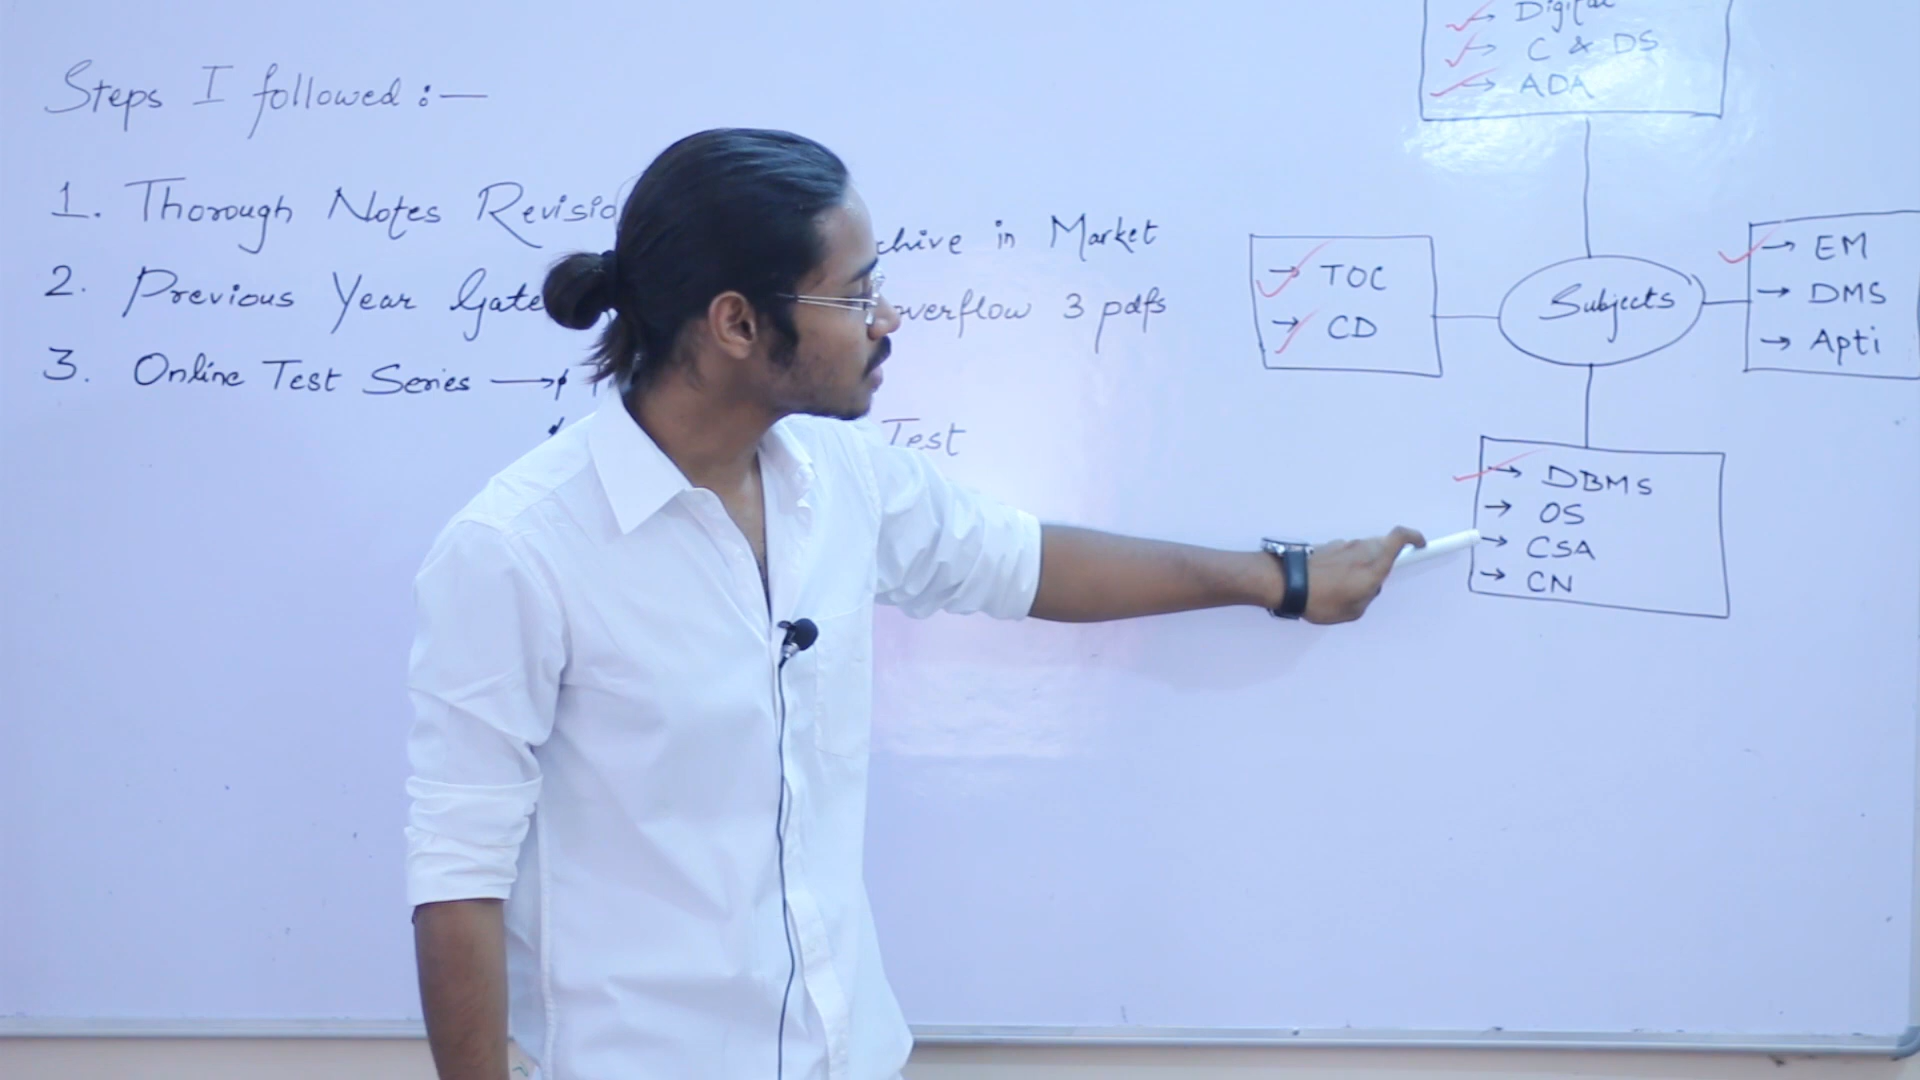 Steps I followed :—
1. Thorough Notes
2. Previous Year Gate
chive in Market
overflow 3 pdfs
3. Online Test Series →
Test
Digital
→ C & DS
→ ADA
→ TOC
→ CD
Subjects
→ EM
→ DMS
→ Apti
→ DBMS
→ OS
→ CSA
→ CN